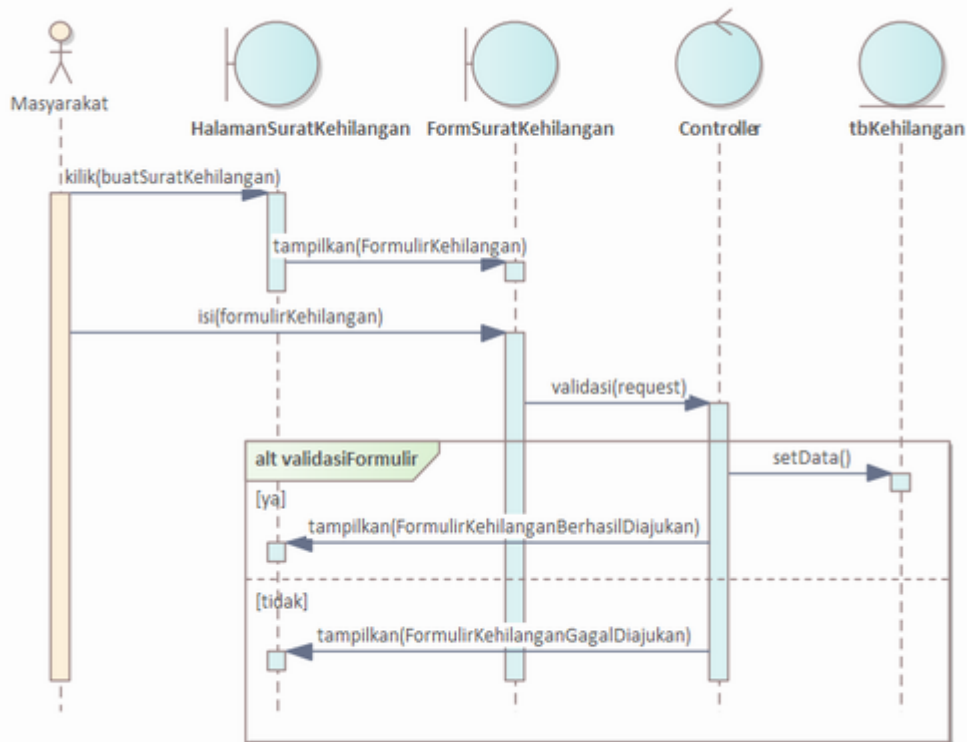 Masyarakat
HalamanSuratKehilangan
FormSuratKehilangan
Controller
tbKehilangan
kilik(buatSuratKehilangan)
tampilkan(FormulirKehilangan)
isi(formulirKehilangan)
validasi(request)
alt validasiFormulir
setData()
[ya]
tampilkan(FormulirKehilanganBerhasilDiajukan)
[tidak]
tampilkan(FormulirKehilanganGagalDiajukan)